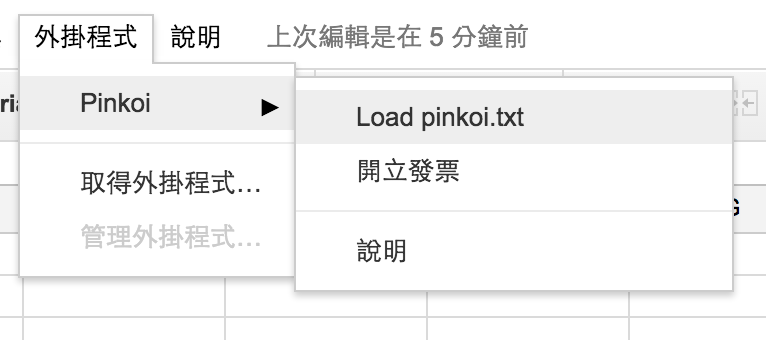 外掛程式 說明 上次編輯是在 5 分鐘前
Pinkoi ▶
Load pinkoi.txt
開立發票
說明
取得外掛程式...
管理外掛程式...
G